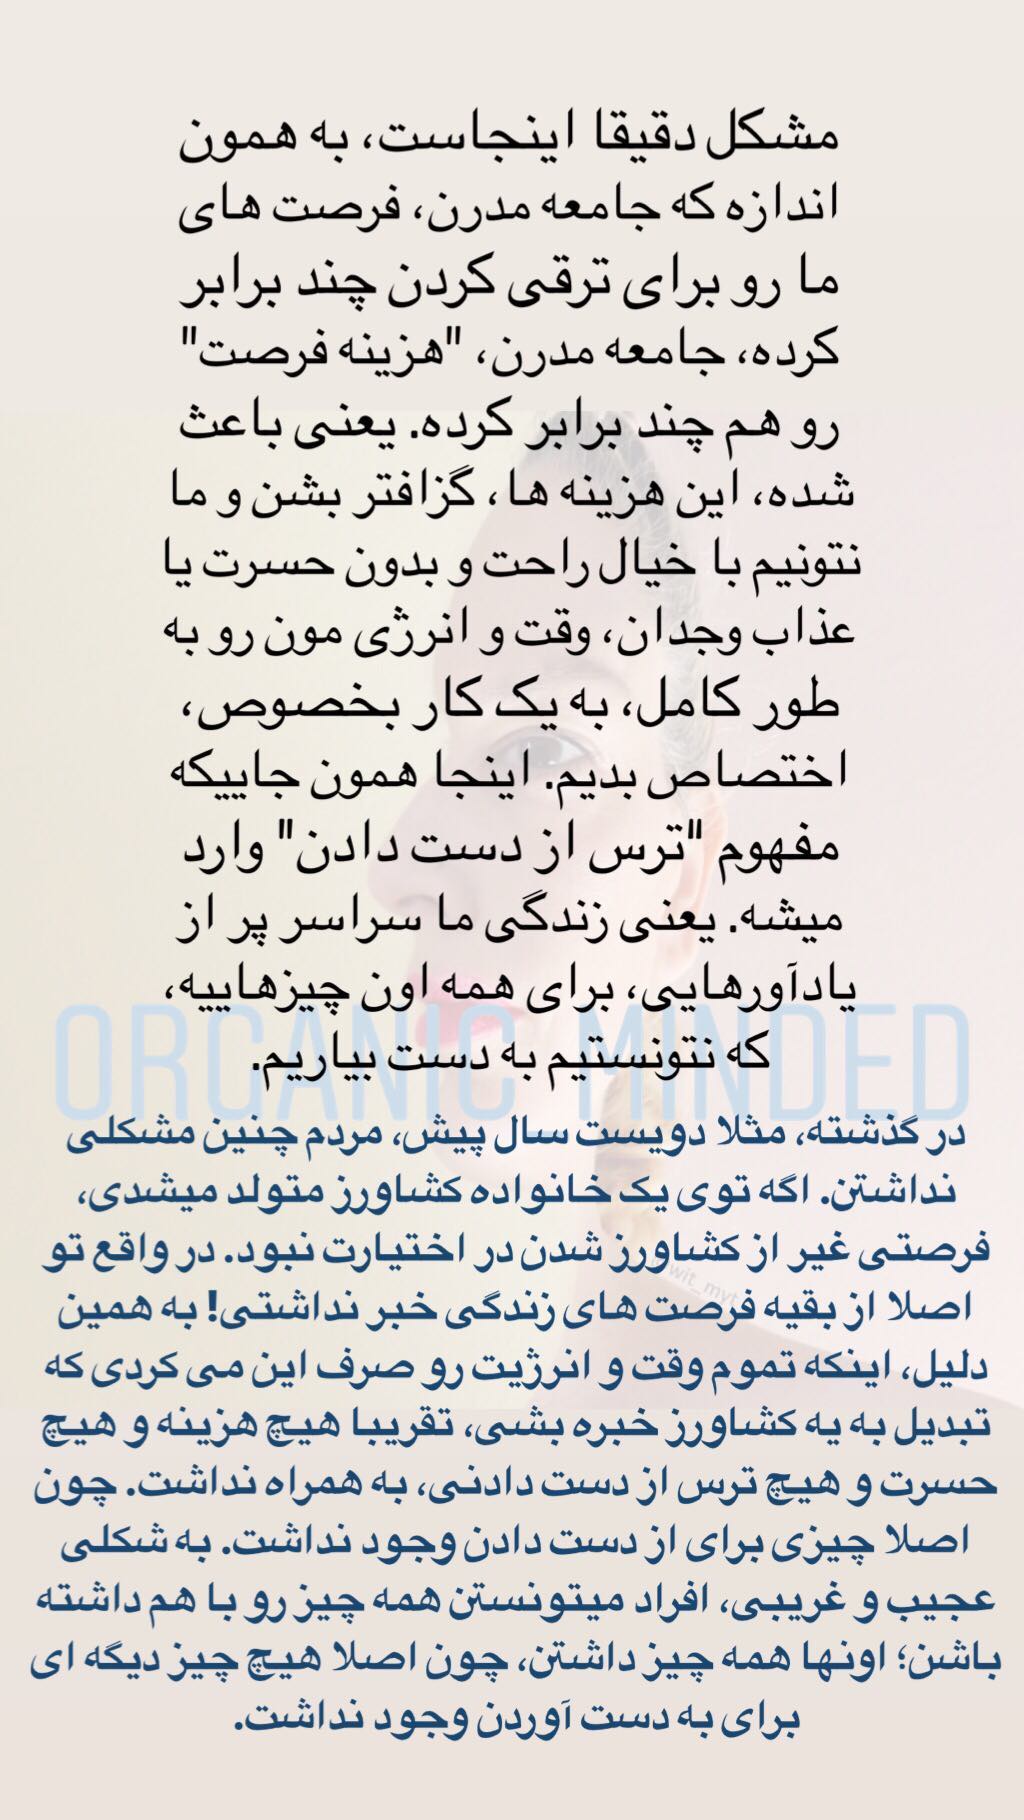 مشکل دقیقا اینجاست، به همون
اندازه که جامعه مدرن، فرصت های
ما رو برای ترقی کردن چند برابر
کرده، جامعه مدرن، "هزینه فرصت"
رو هم چند برابر کرده. یعنی باعث
شده، این هزینه ها، گزافتر بشن و ما
نتونیم با خیال راحت و بدون حسرت یا
عذاب وجدان، وقت و انرژی مون رو به
طور کامل، به یک کار بخصوص،
اختصاص بدیم. اینجا همون جاییکه
مفهوم "ترس از دست دادن" وارد
میشه. یعنی زندگی ما سراسر پر از
یادآورهایی، برای همه اون چیزهاییه،
که نتونستیم به دست بیاریم.
ORGANIC_MINDED
در گذشته، مثلا دویست سال پیش، مردم چنین مشکلی
نداشتن. اگه توی یک خانواده کشاورز متولد میشدی،
فرصتی غیر از کشاورز شدن در اختیارت نبود. در واقع تو
اصلا از بقیه فرصت های زندگی خبر نداشتی! به همین
دلیل، اینکه تموم وقت و انرژیت رو صرف این می کردی که
تبدیل به یه کشاورز خبره بشی، تقریبا هیچ هزینه و هیچ
حسرت و هیچ ترس از دست دادنی، به همراه نداشت. چون
اصلا چیزی برای از دست دادن وجود نداشت. به شکلی
عجیب و غریبی، افراد میتونستن همه چیز رو با هم داشته
باشن؛ اونها همه چیز داشتن، چون اصلا هیچ چیز دیگه ای
برای به دست آوردن وجود نداشت.